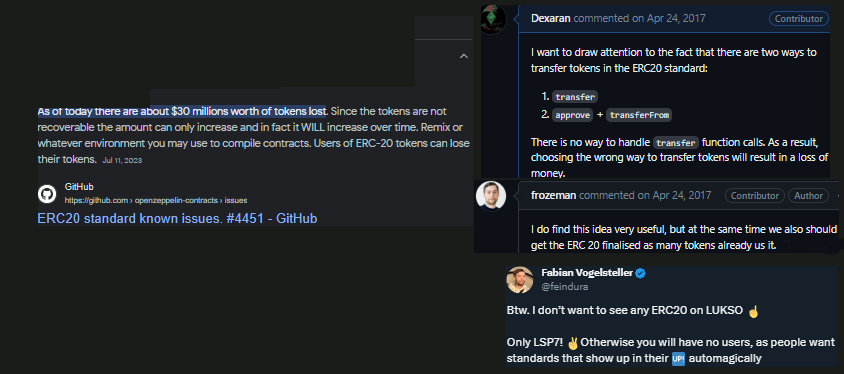 As of today there are about $30 millions worth of tokens lost. Since the tokens are not
recoverable the amount can only increase and in fact it WILL increase over time. Remix or
whatever environment you may use to compile contracts. Users of ERC-20 tokens can lose
their tokens. Jul 11, 2023
GitHub
https://github.com › openzeppelin-contracts › issues
ERC20 standard known issues. #4451 - GitHub
Dexaran commented on Apr 24, 2017
Contributor
I want to draw attention to the fact that there are two ways to
transfer tokens in the ERC20 standard:
1. transfer
2. approve + transferFrom
There is no way to handle transfer function calls. As a result,
choosing the wrong way to transfer tokens will result in a loss of
money.
frozeman commented on Apr 24, 2017
Contributor
Author
I do find this idea very useful, but at the same time we also should
get the ERC 20 finalised as many tokens already us it.
Fabian Vogelsteller
@feindura
Btw. I don't want to see any ERC20 on LUKSO ☝️
Only LSP7! ✌️Otherwise you will have no users, as people want
standards that show up in their 🆙 automagically